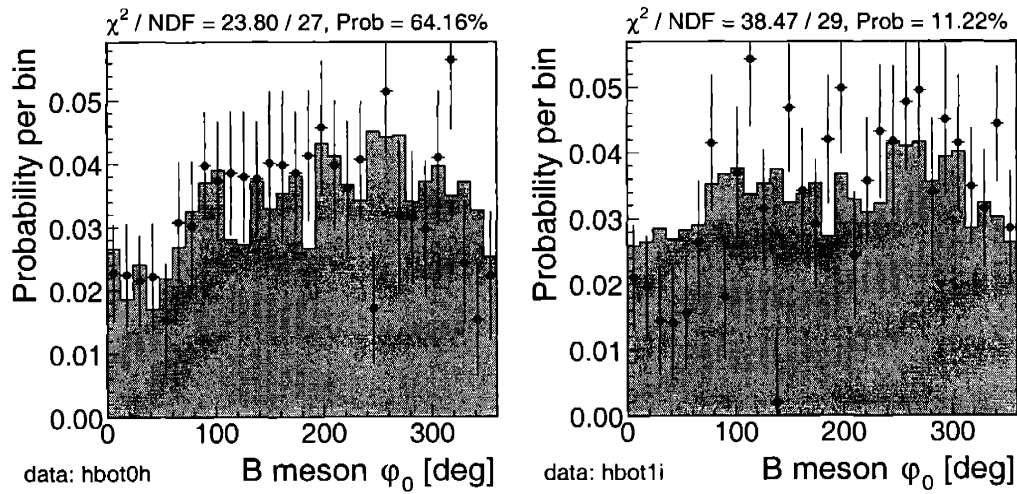 χ² / NDF = 23.80 / 27, Prob = 64.16%
Probability per bin
0.05
0.04
0.03
0.02
0.01
0.00
0 100 200 300
data: hbot0h B meson φ₀ [deg]
χ² / NDF = 38.47 / 29, Prob = 11.22%
Probability per bin
0.05
0.04
0.03
0.02
0.01
0.00
0 100 200 300
data: hbot1i B meson φ₀ [deg]